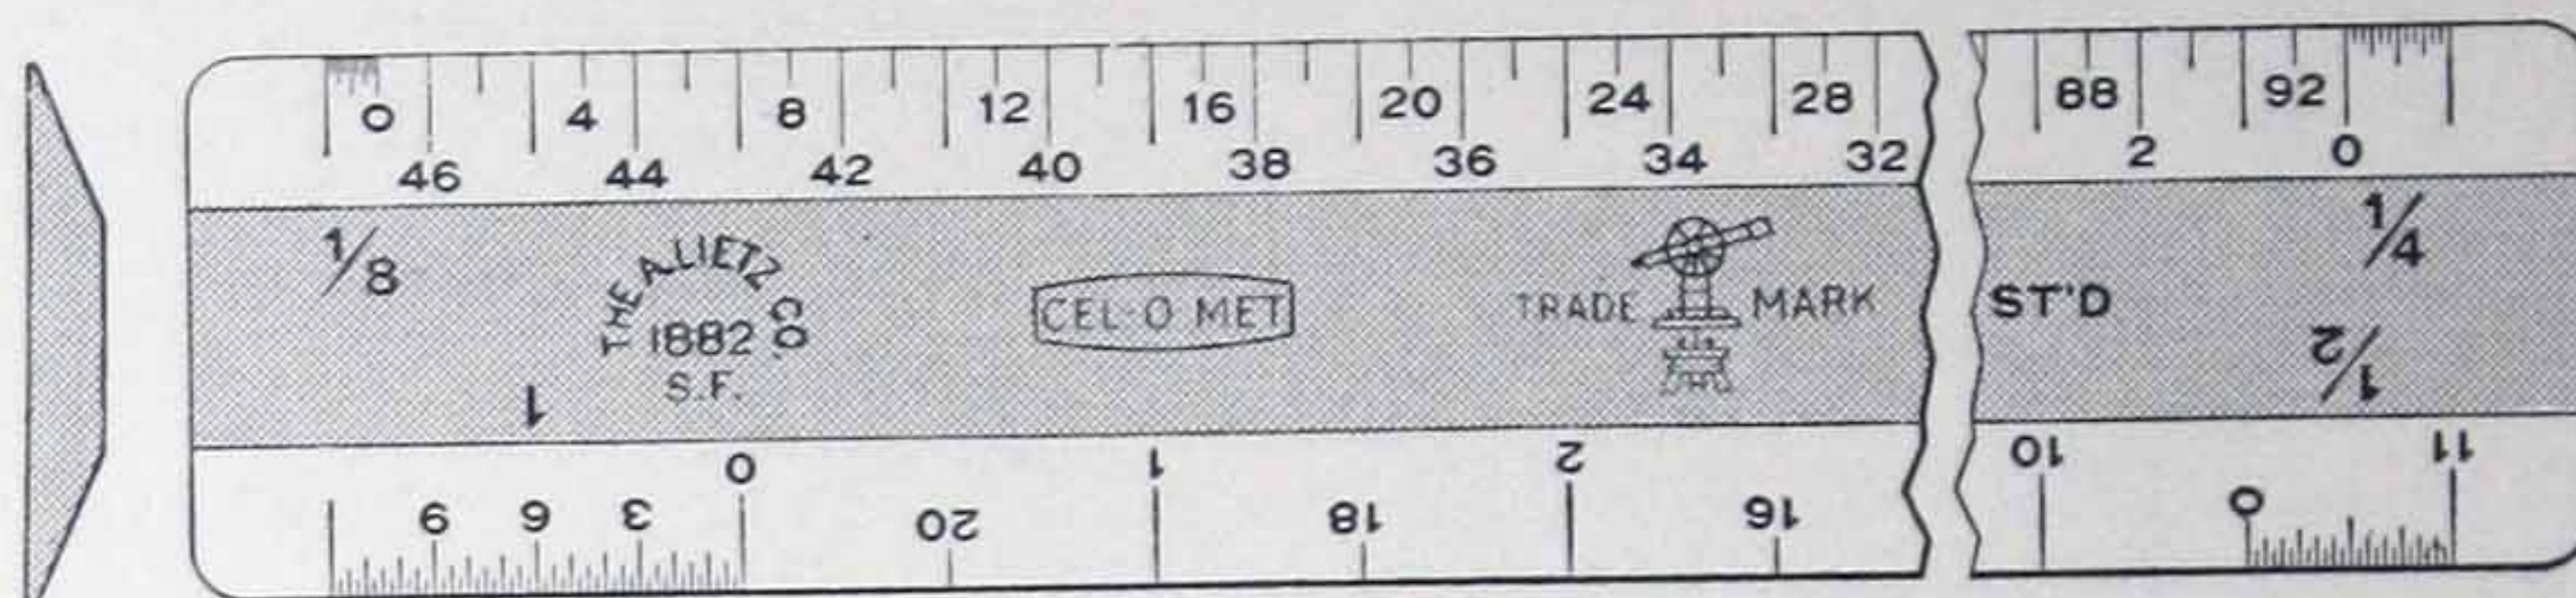 0 4 8 12 16 20 24 28 88 92
46 44 42 40 38 36 34 32 2 0
1/8 1/4
THE A. LIETZ CO.
1882
S.F.
CEL-O MET
TRADE MARK
ST'D
1 1/2
0 1 2 10 11
9 6 3 20 18 16 0